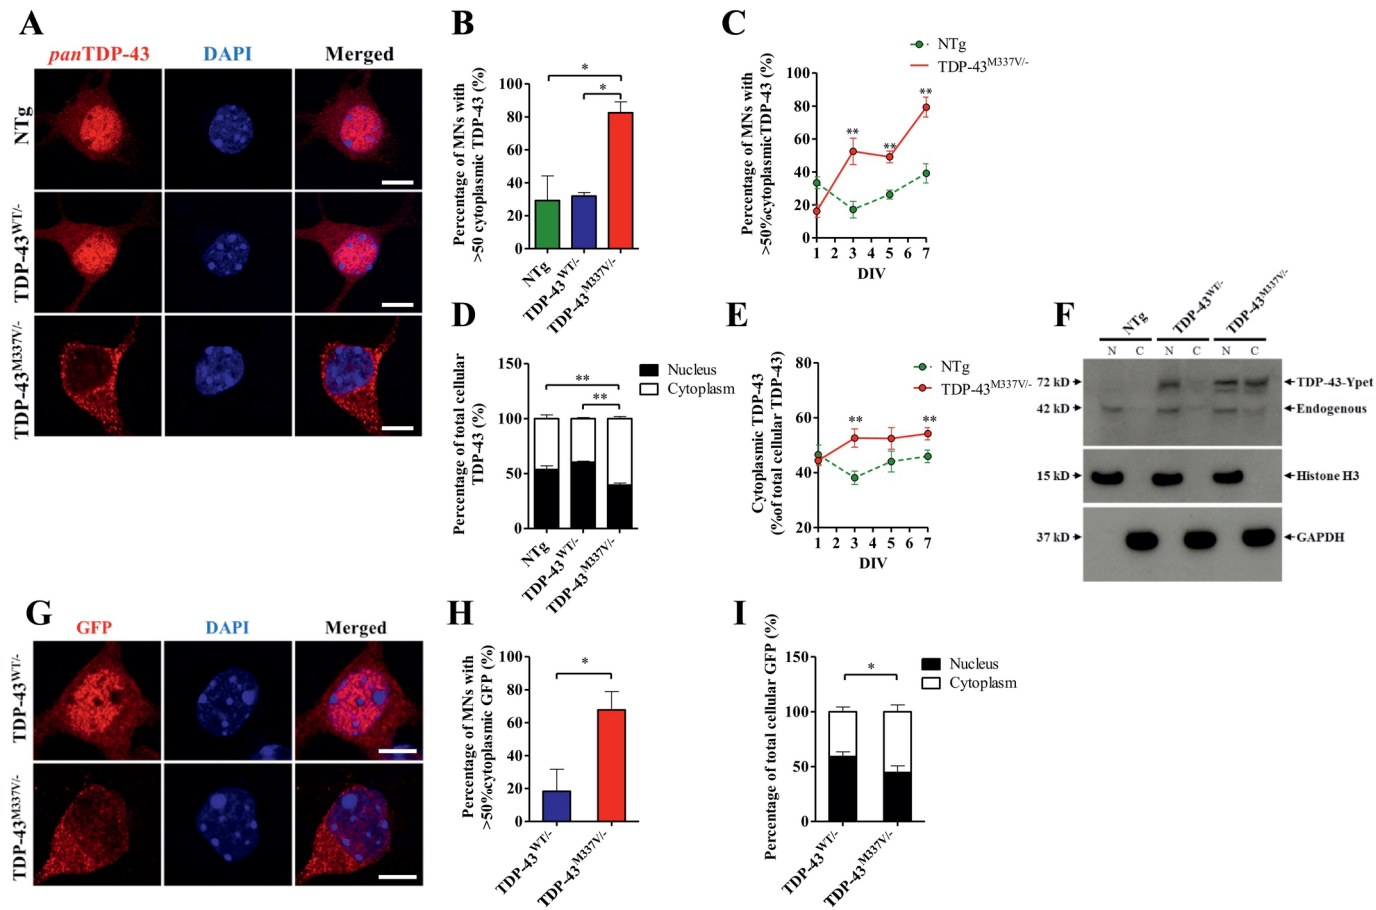 A
panTDP-43
DAPI
Merged
NTg
TDP-43WT/-
TDP-43M337V/-
B
Percentage of MNs with
>50 cytoplasmic TDP-43 (%)
100
80
60
40
20
0
*
*
NTg
TDP-43WT/-
TDP-43M337V/-
C
NTg
TDP-43M337V/-
Percentage of MNs with
>50%cytoplasmicTDP-43 (%)
100
80
60
40
20
0
**
**
**
1 2 3 4 5 6 7
DIV
D
Percentage of total cellular
TDP-43 (%)
150
100
50
0
**
**
Nucleus
Cytoplasm
NTg
TDP-43WT/-
TDP-43M337V/-
E
Cytoplasmic TDP-43
(%of total cellular TDP-43)
80
60
40
20
NTg
TDP-43M337V/-
**
**
1 2 3 4 5 6 7
DIV
F
NTg
TDP-43WT/-
TDP-43M337V/-
N C N C N C
72 kD
TDP-43-Ypet
42 kD
Endogenous
15 kD
Histone H3
37 kD
GAPDH
G
GFP
DAPI
Merged
TDP-43WT/-
TDP-43M337V/-
H
Percentage of MNs with
>50%cytoplasmic GFP (%)
100
80
60
40
20
0
*
TDP-43WT/-
TDP-43M337V/-
I
Percentage of total cellular GFP (%)
150
100
50
0
*
Nucleus
Cytoplasm
TDP-43WT/-
TDP-43M337V/-